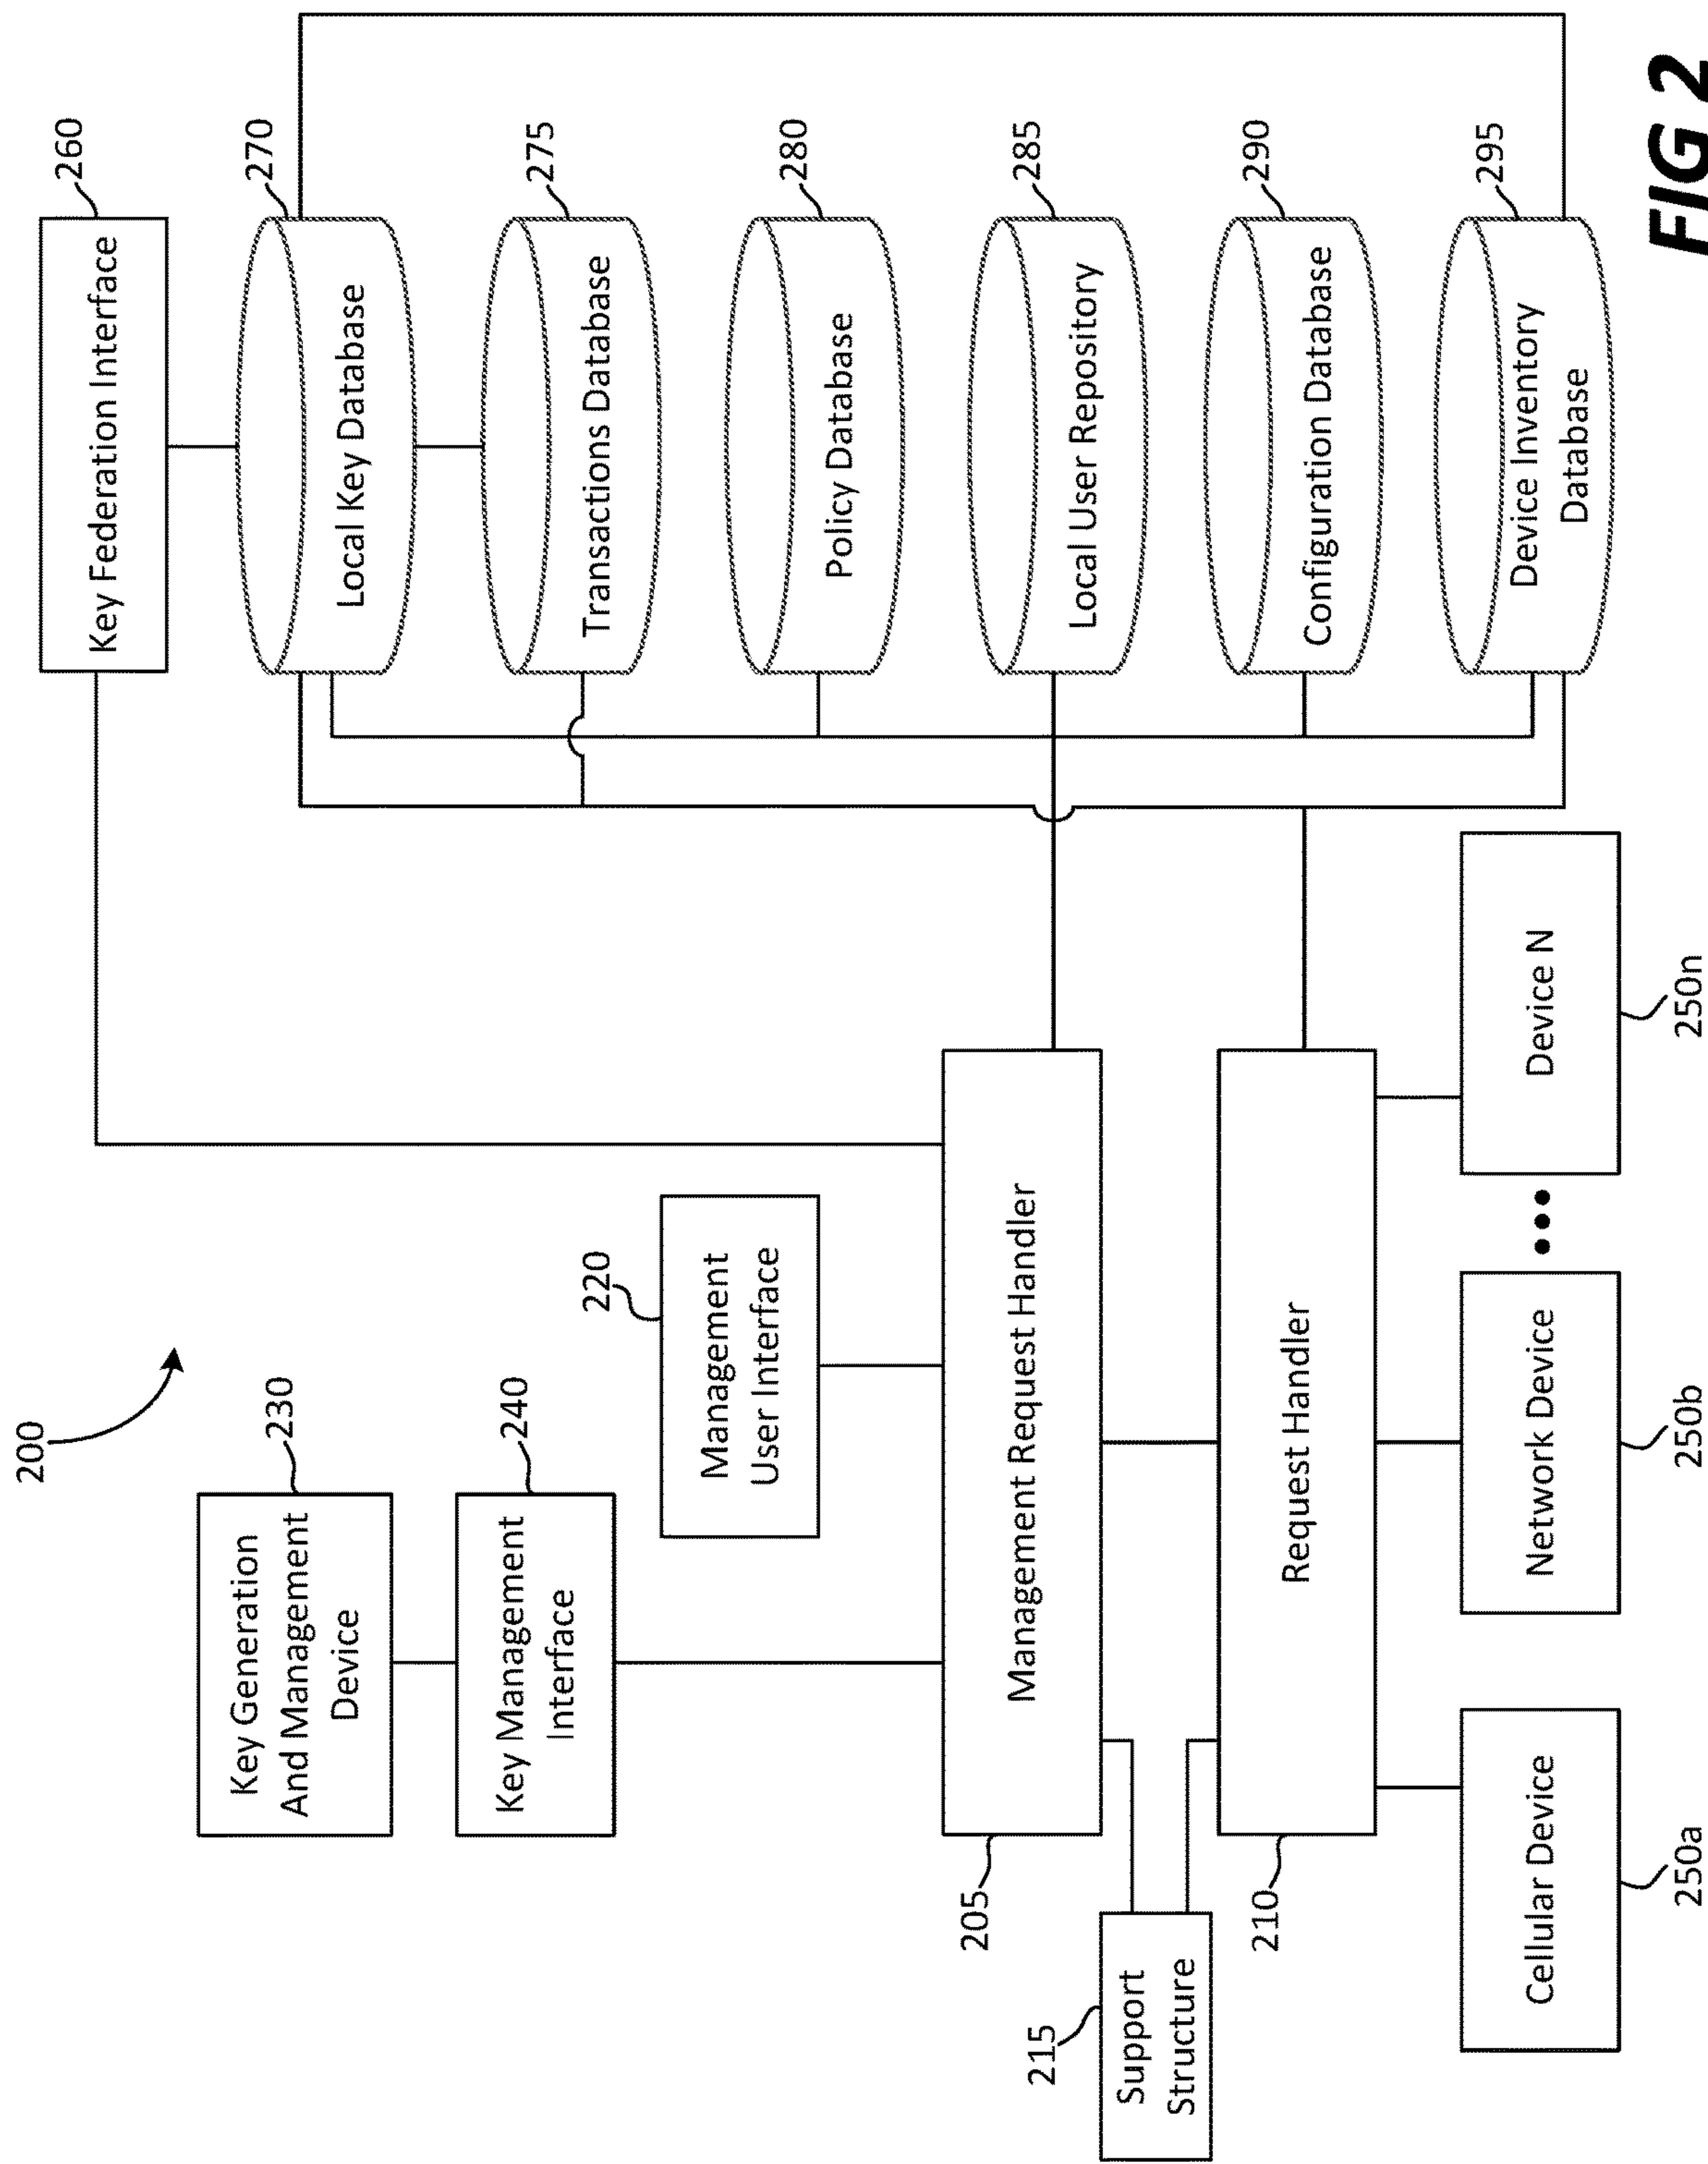 200
230
Key Generation
And Management
Device
240
Key Management
Interface
220
Management
User Interface
205
Management Request Handler
215
Support
Structure
210
Request Handler
Cellular Device
250a
Network Device
250b
Device N
250n
260
Key Federation Interface
270
Local Key Database
275
Transactions Database
280
Policy Database
285
Local User Repository
290
Configuration Database
295
Device Inventory
Database
FIG 2